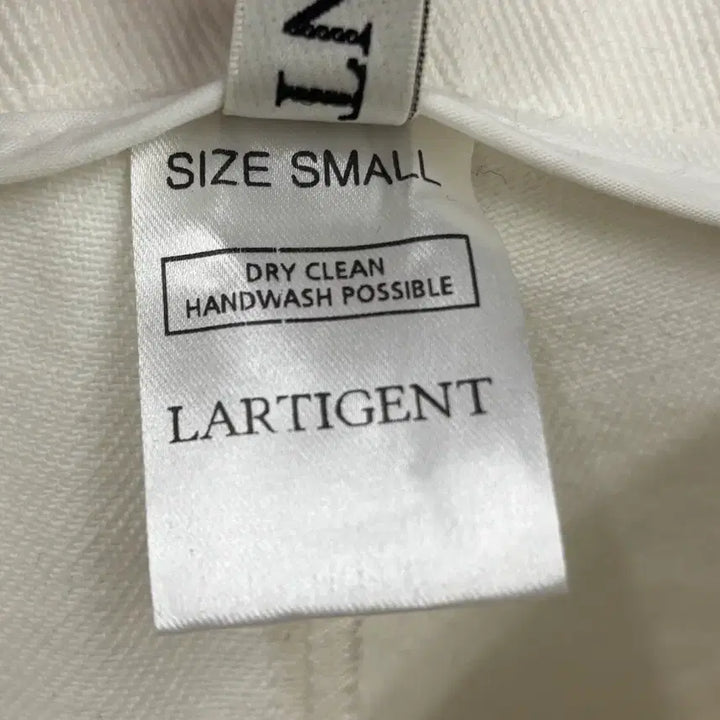 SIZE SMALL
DRY CLEAN
HANDWASH POSSIBLE
LARTIGENT